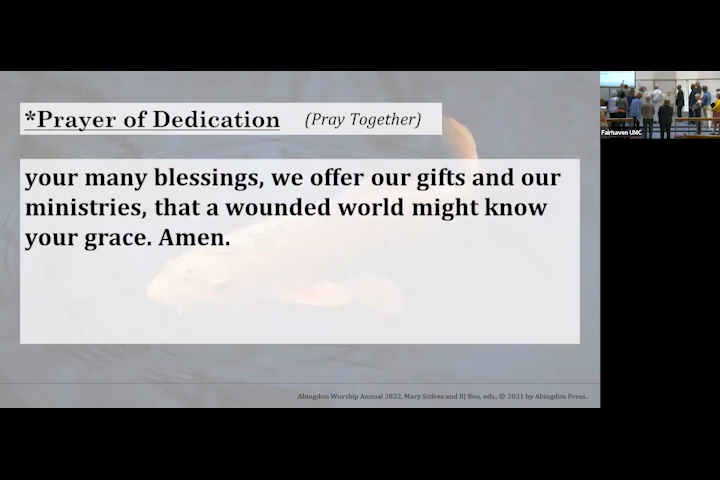 *Prayer of Dedication (Pray Together)
your many blessings, we offer our gifts and our
ministries, that a wounded world might know
your grace. Amen.
Abingdon Worship Annual 2022, Mary Scifres and BJ Beu, eds., © 2021 by Abingdon Press.
Fairhaven UMC